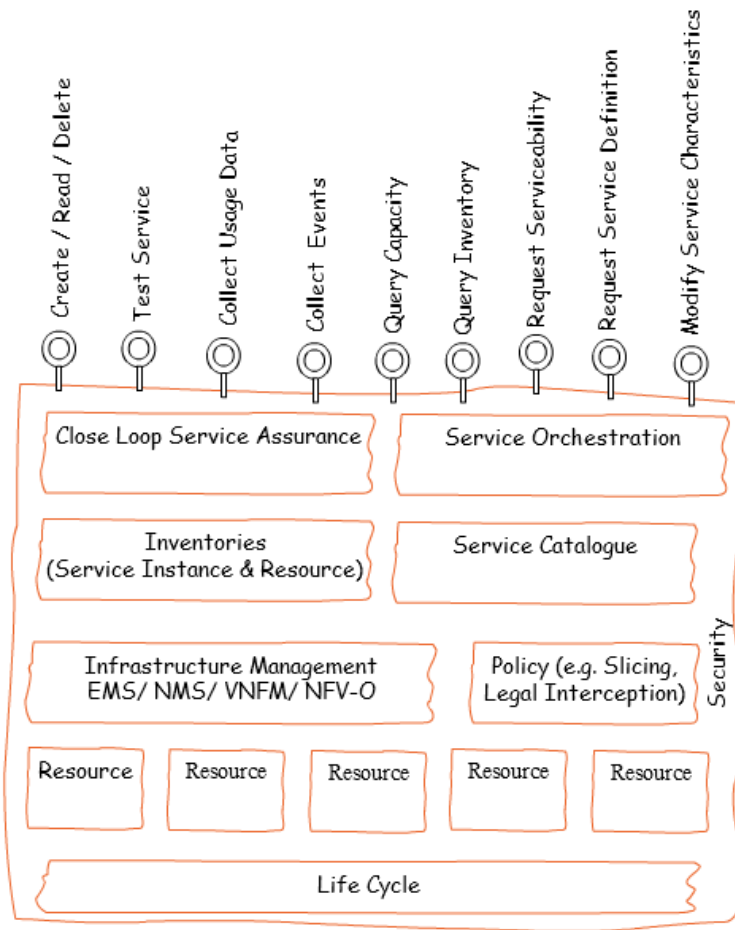 Create / Read / Delete
Test Service
Collect Usage Data
Collect Events
Query Capacity
Query Inventory
Request Serviceability
Request Service Definition
Modify Service Characteristics
Close Loop Service Assurance
Service Orchestration
Inventories
(Service Instance & Resource)
Service Catalogue
Infrastructure Management
EMS/ NMS/ VNFM/ NFV-O
Policy (e.g. Slicing,
Legal Interception)
Security
Resource
Resource
Resource
Resource
Resource
Life Cycle